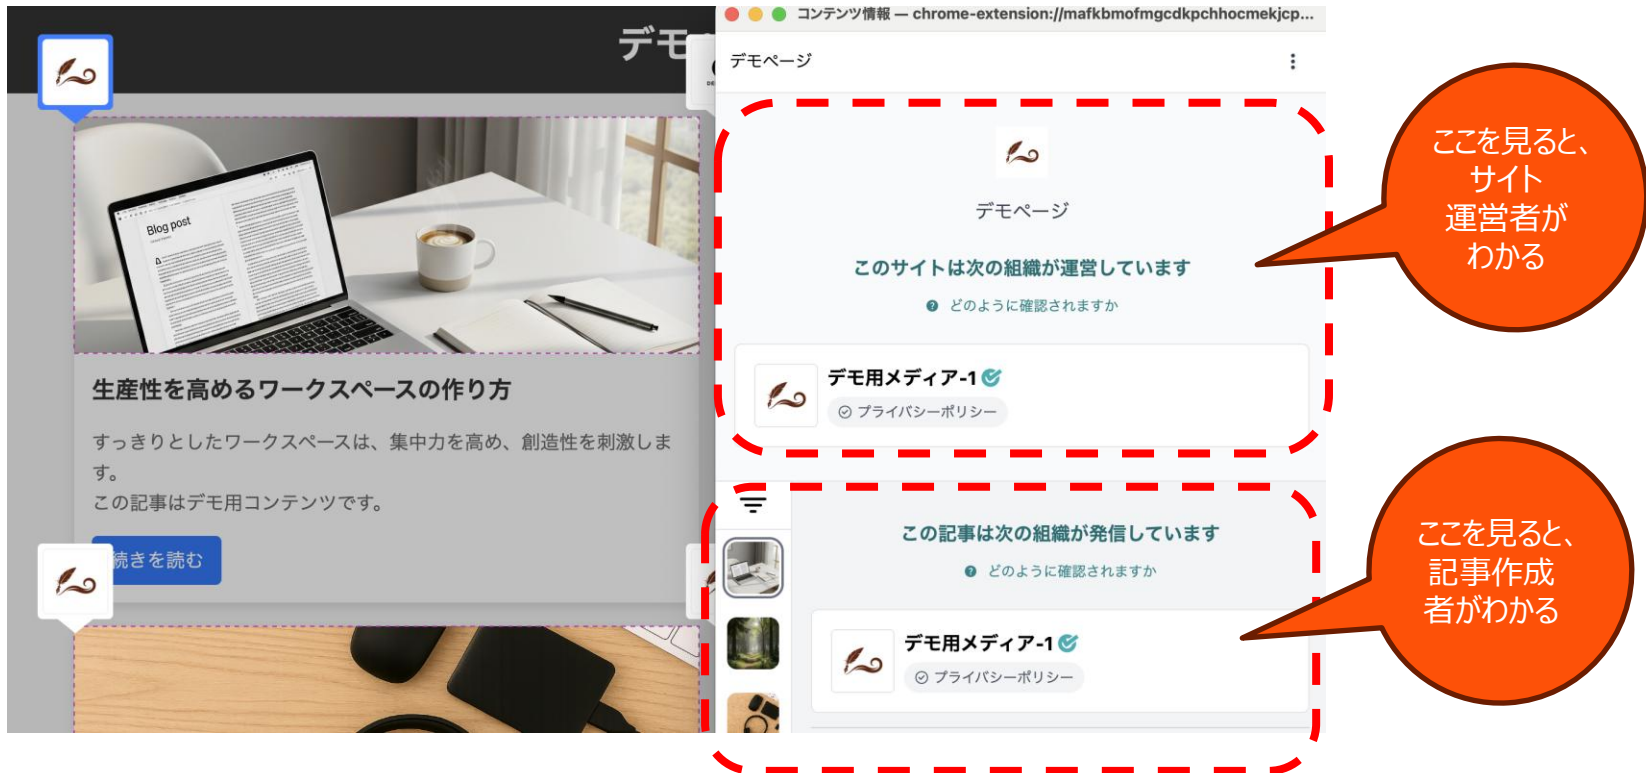 デモ
Blog post
生産性を高めるワークスペースの作り方
すっきりとしたワークスペースは、集中力を高め、創造性を刺激しま
す。
この記事はデモ用コンテンツです。
続きを読む
コンテンツ情報 — chrome-extension://mafkbmofmgcdkpchhocmekjcp...
デモページ
デモページ
このサイトは次の組織が運営しています
どのように確認されますか
デモ用メディア-1
プライバシーポリシー
この記事は次の組織が発信しています
どのように確認されますか
デモ用メディア-1
プライバシーポリシー
ここを見ると、
サイト
運営者が
わかる
ここを見ると、
記事作成
者がわかる